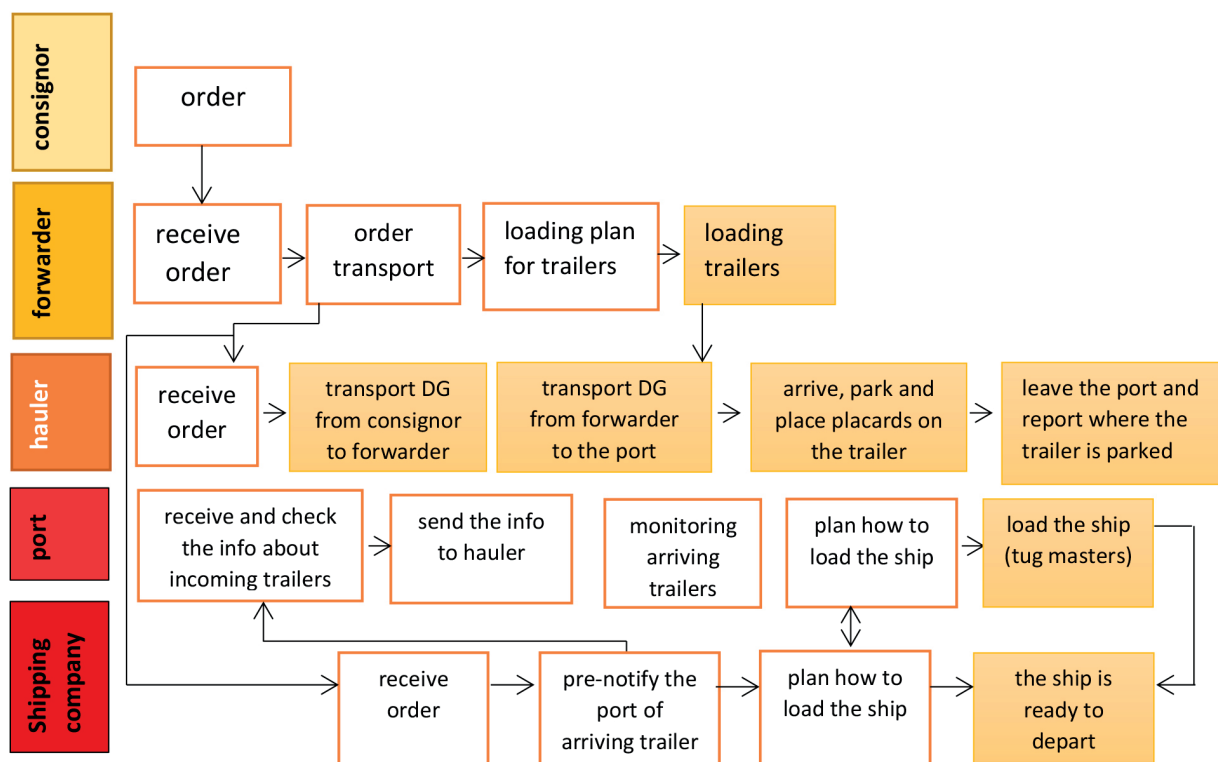 consignor
order
forwarder
receive
order
order
transport
loading plan
for trailers
loading
trailers
hauler
receive
order
transport DG
from consignor
to forwarder
transport DG
from forwarder
to the port
arrive, park and
place placards on
the trailer
leave the port and
report where the
trailer is parked
port
receive and check
the info about
incoming trailers
send the info
to hauler
monitoring
arriving
trailers
plan how to
load the ship
load the ship
(tug masters)
Shipping
company
receive
order
pre-notify the
port of
arriving trailer
plan how to
load the ship
the ship is
ready to
depart